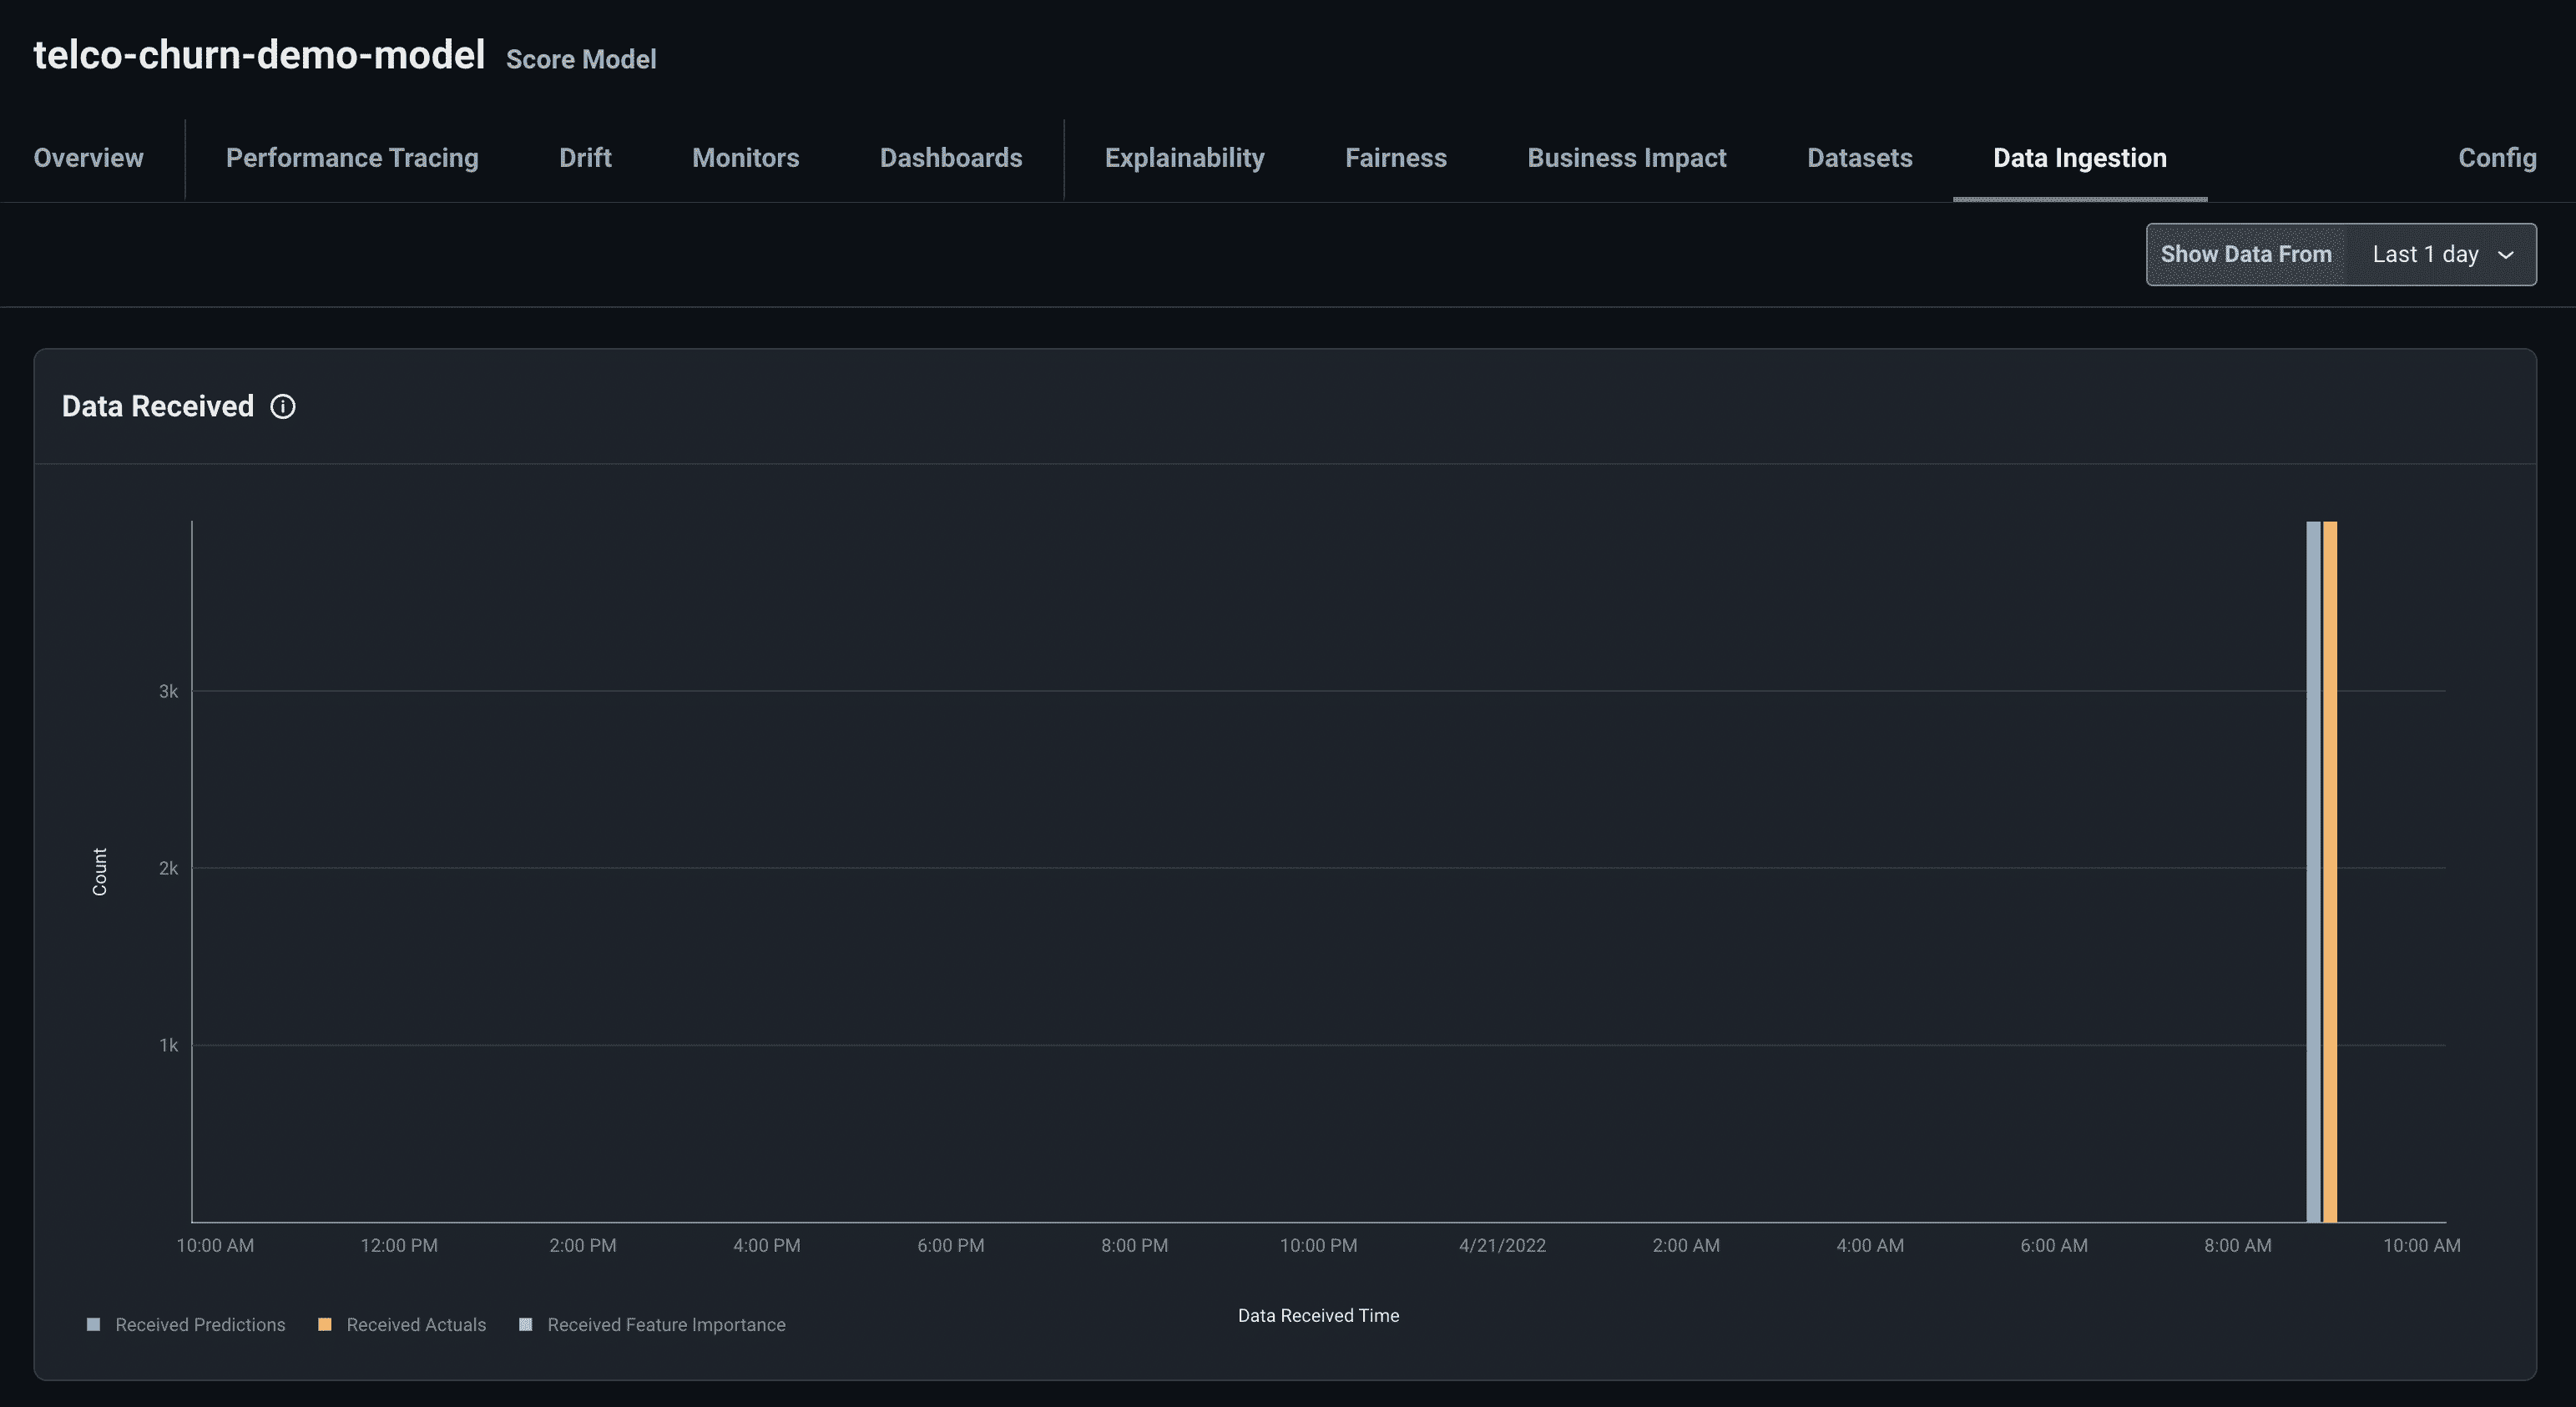 telco-churn-demo-model Score Model
Overview Performance Tracing Drift Monitors Dashboards Explainability Fairness Business Impact Datasets Data Ingestion Config
Show Data From Last 1 day
Data Received
3k
2k
1k
Count
10:00 AM 12:00 PM 2:00 PM 4:00 PM 6:00 PM 8:00 PM 10:00 PM 4/21/2022 2:00 AM 4:00 AM 6:00 AM 8:00 AM 10:00 AM
Data Received Time
Received Predictions Received Actuals Received Feature Importance